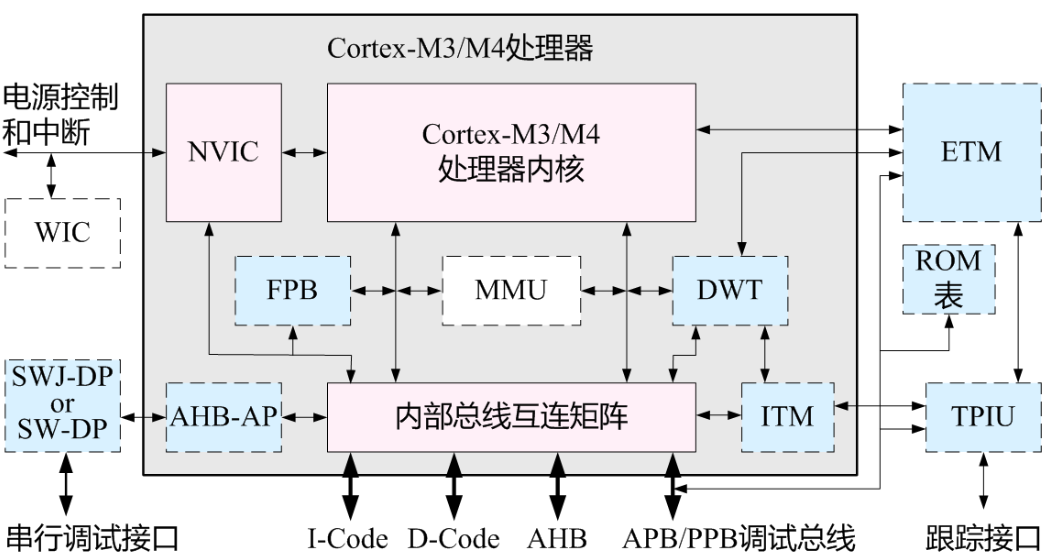 Cortex-M3/M4处理器
电源控制
和中断
NVIC
Cortex-M3/M4
处理器内核
ETM
WIC
FPB
MMU
DWT
ROM
表
SWJ-DP
or
SW-DP
AHB-AP
内部总线互连矩阵
ITM
TPIU
串行调试接口
I-Code
D-Code
AHB
APB/PPB调试总线
跟踪接口